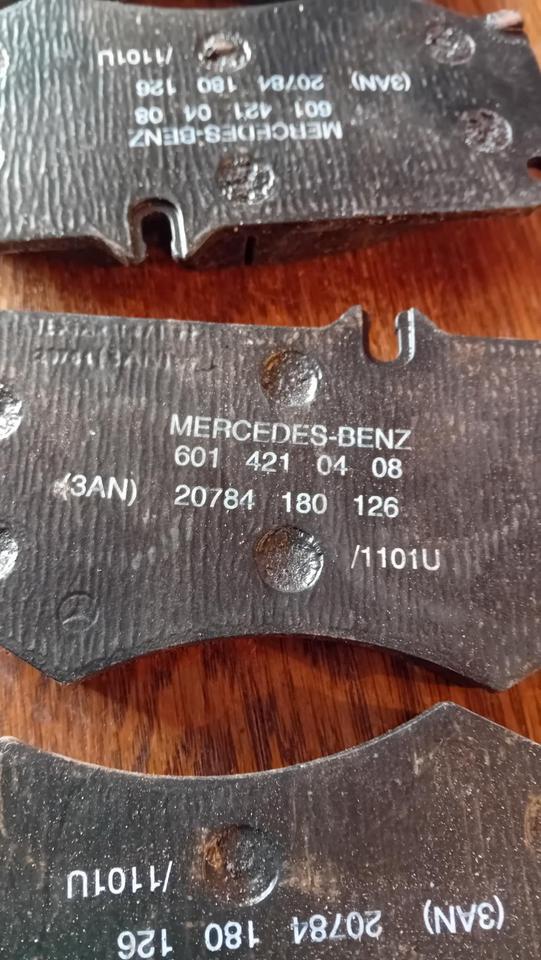 /1101U
(3AN) 20784 180 126
601 421 04 08
MERCEDES-BENZ
MERCEDES-BENZ
601 421 04 08
(3AN) 20784 180 126
/1101U
/1101U
(3AN) 20784 180 126